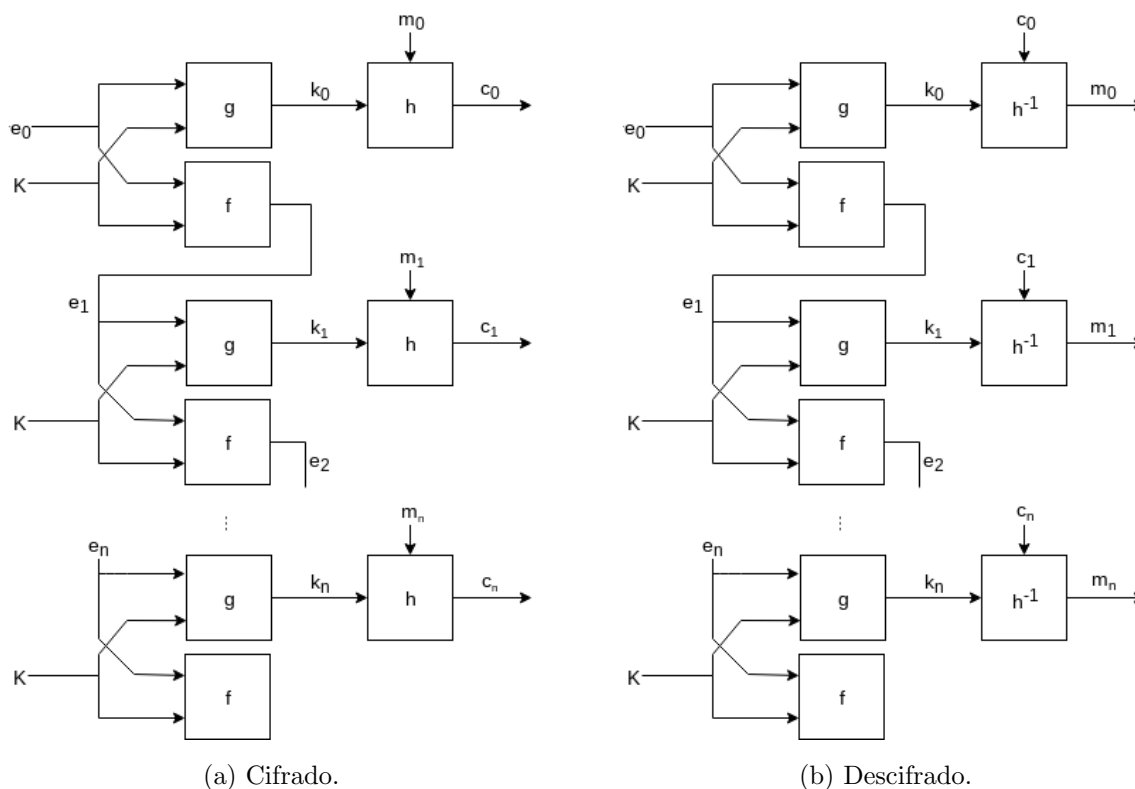 m₀
c₀
g
k₀
h
c₀
g
k₀
h⁻¹
m₀
e₀
e₀
K
f
K
f
m₁
c₁
e₁
g
k₁
h
c₁
e₁
g
k₁
h⁻¹
m₁
K
f
e₂
K
f
e₂
⋮
⋮
mₙ
cₙ
eₙ
g
kₙ
h
cₙ
eₙ
g
kₙ
h⁻¹
mₙ
K
f
K
f
(a) Cifrado.
(b) Descifrado.